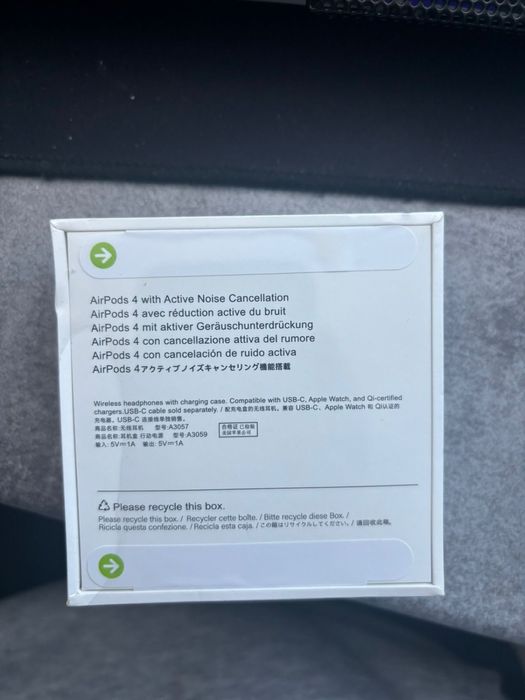 AirPods 4 with Active Noise Cancellation
AirPods 4 avec réduction active du bruit
AirPods 4 mit aktiver Geräuschunterdrückung
AirPods 4 con cancellazione attiva del rumore
AirPods 4 con cancelación de ruido activa
AirPods 4アクティブノイズキャンセリング機能搭載
Wireless headphones with charging case. Compatible with USB-C, Apple Watch, and Qi-certified
chargers.USB-C cable sold separately. / 配充电盒的无线耳机。兼容 USB-C、Apple Watch 和 Qi认证的
充电器。USB-C 连接线单独销售。
商品名称:无线耳机 型号:A3057
商品名称:耳机盒 行动电源 型号:A3059
输入: 5V⎓1A 输出: 5V⎓1A
合格证 已检验
Please recycle this box.
Please recycle this box. / Recycler cette boîte. / Bitte recycle diese Box. /
Ricicla questa confezione. / Recicla esta caja. / この箱はリサイクルしてください。/ 請回收此箱。